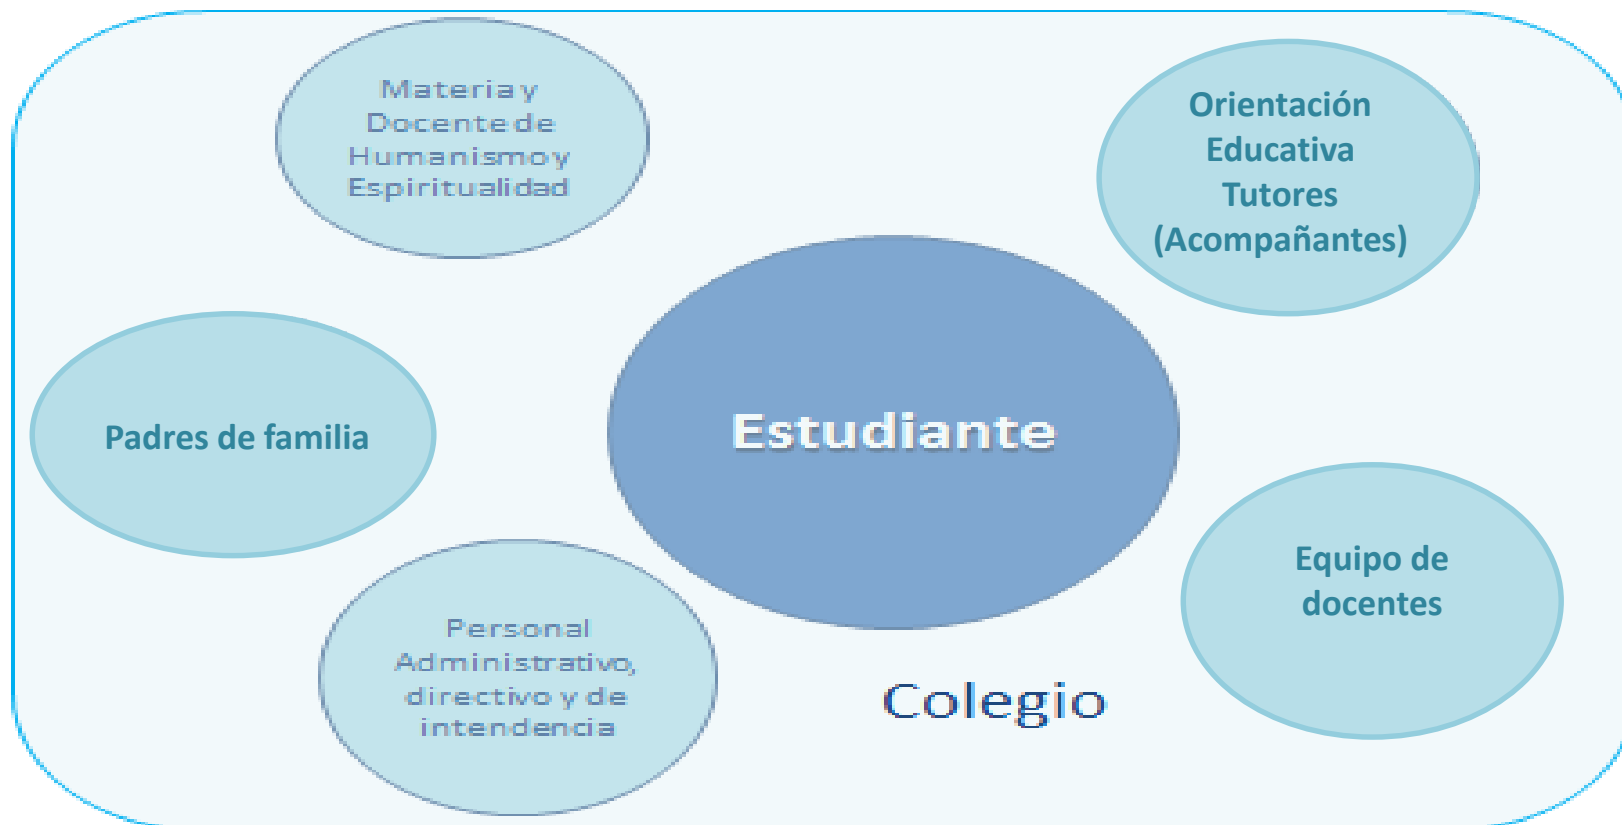 Materia y
Docente de
Humanismo y
Espiritualidad
Orientación
Educativa
Tutores
(Acompañantes)
Padres de familia
Estudiante
Equipo de
docentes
Personal
Administrativo,
directivo y de
intendencia
Colegio